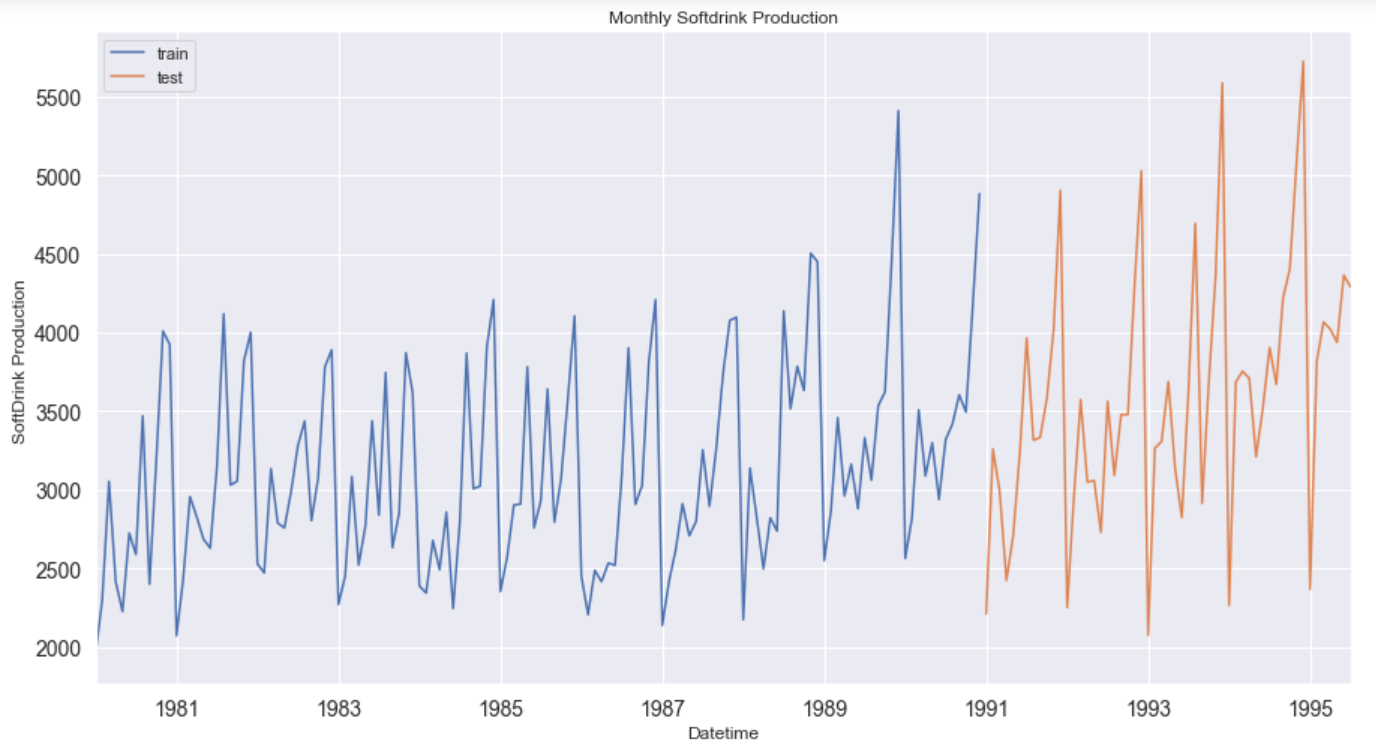 Monthly Softdrink Production
train
test
5500
5000
4500
4000
3500
3000
2500
2000
SoftDrink Production
1981 1983 1985 1987 1989 1991 1993 1995
Datetime